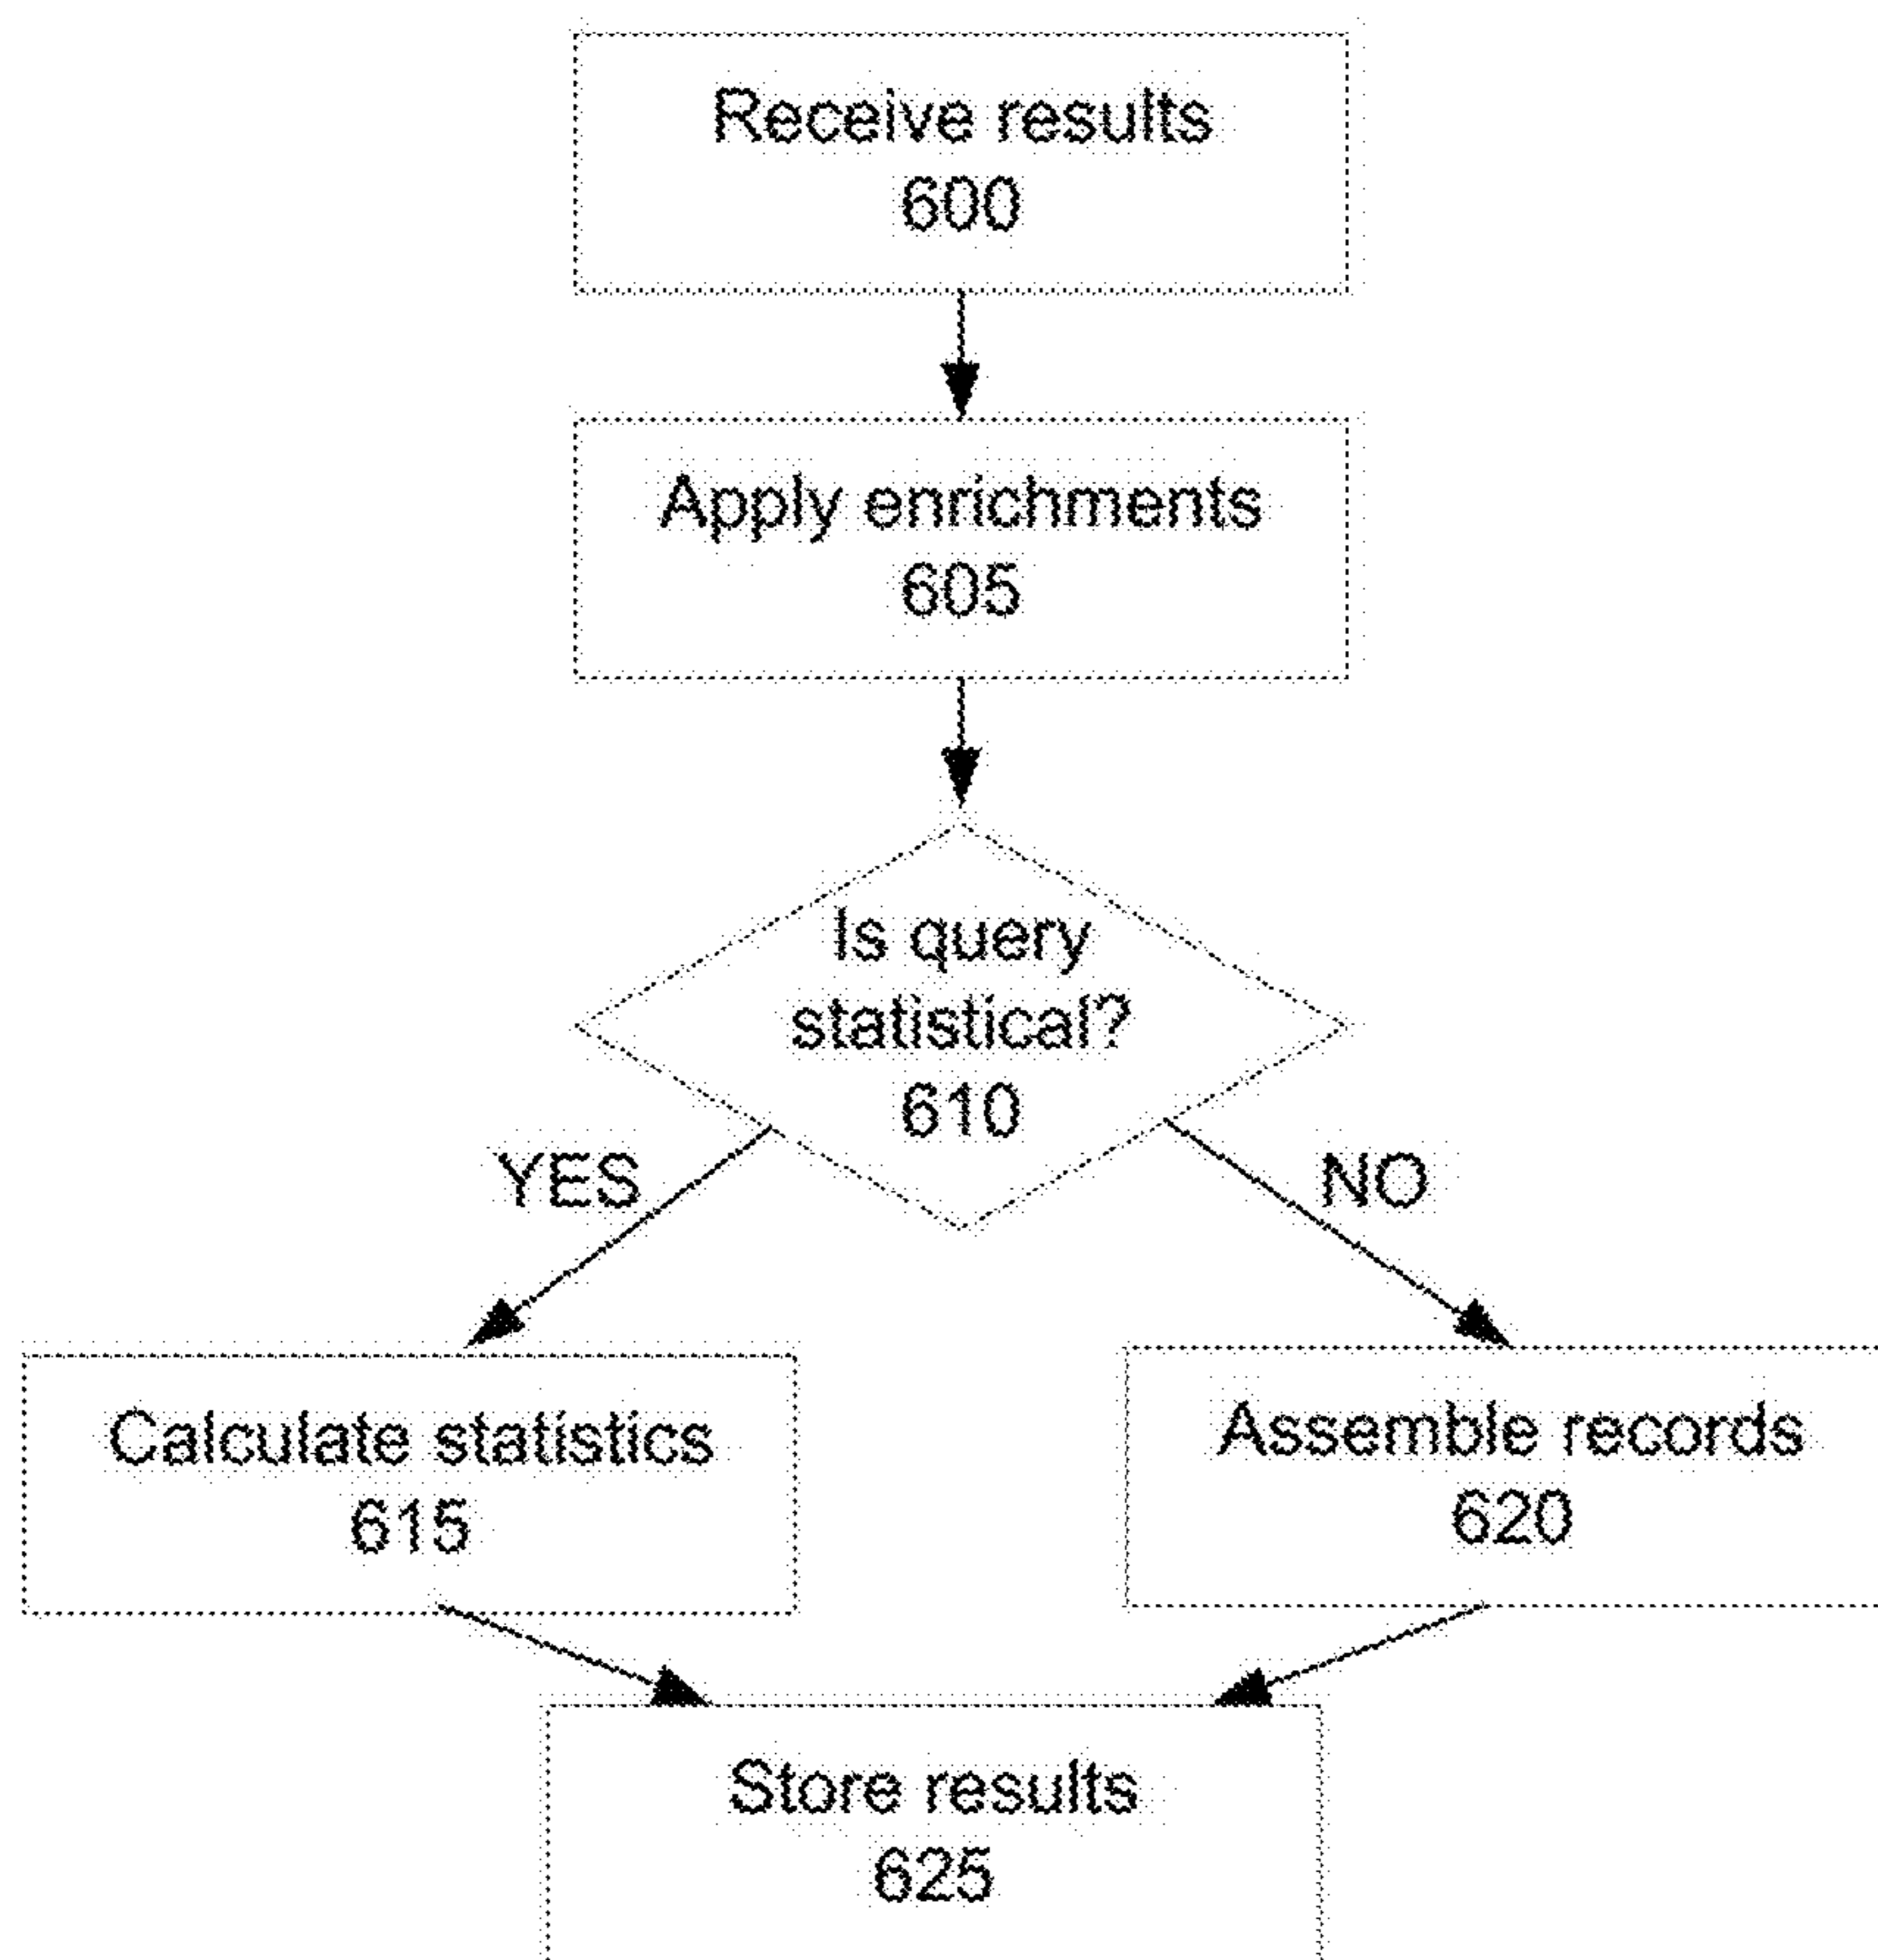 Receive results
600
Apply enrichments
605
Is query
statistical?
610
YES
NO
Calculate statistics
615
Assemble records
620
Store results
625